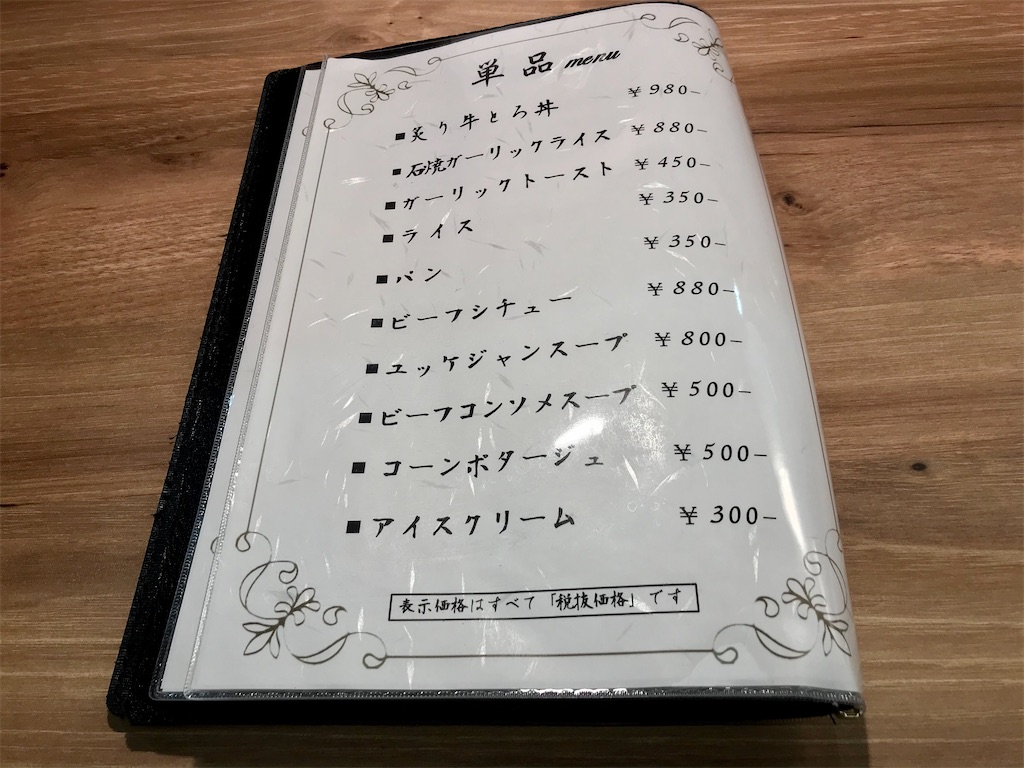 単品 menu
■炙り牛とろ丼 ¥980-
■石焼ガーリックライス ¥880-
■ガーリックトースト ¥450-
■ライス ¥350-
■パン ¥350-
■ビーフシチュー ¥880-
■ユッケジャンスープ ¥800-
■ビーフコンソメスープ ¥500-
■コーンポタージュ ¥500-
■アイスクリーム ¥300-
表示価格はすべて「税抜価格」です